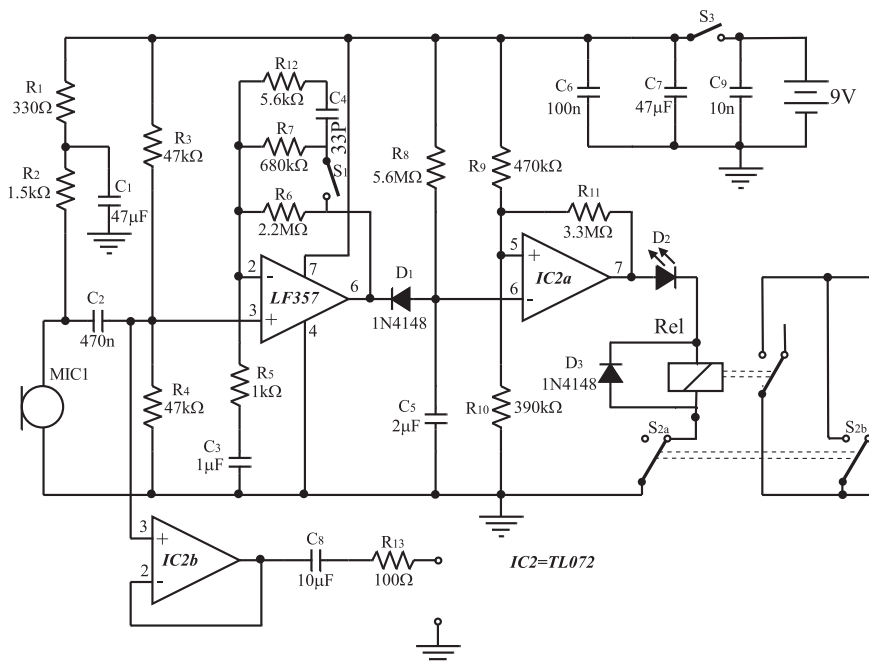 S3
R12
5.6kΩ
C4
33P
R1
330Ω
R3
47kΩ
R7
680kΩ
S1
R8
5.6MΩ
R9
470kΩ
C6
100n
C7
47µF
C9
10n
9V
R2
1.5kΩ
C1
47µF
R6
2.2MΩ
R11
3.3MΩ
D2
5
+
IC2a
7
6
-
2
-
7
LF357
6
3
+
4
D1
1N4148
C2
470n
Rel
MIC1
R4
47kΩ
R5
1kΩ
D3
1N4148
C5
2µF
R10
390kΩ
C3
1µF
S2a
S2b
3
+
IC2b
2
-
C8
10µF
R13
100Ω
IC2=TL072